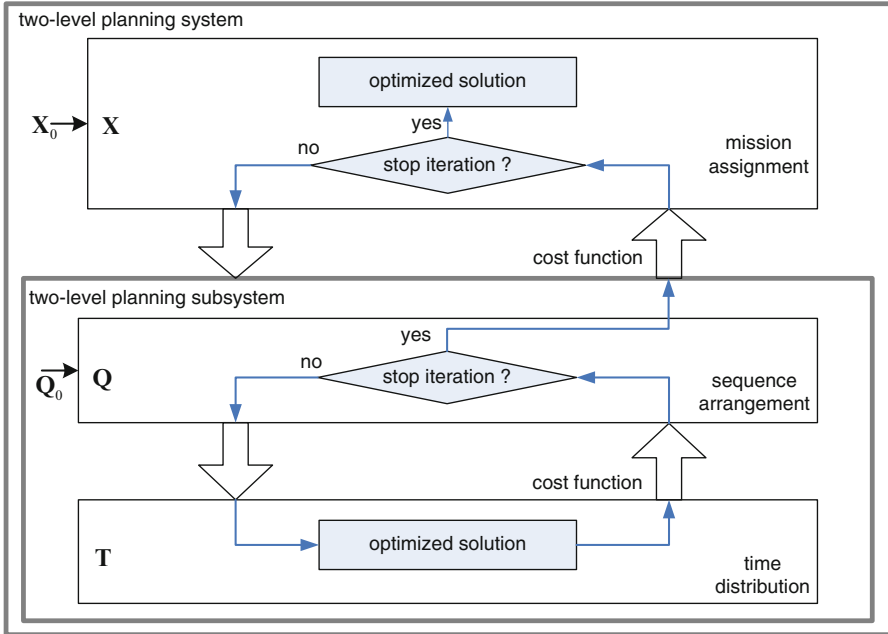 two-level planning system
optimized solution
X₀
X
yes
no
stop iteration ?
mission
assignment
cost function
two-level planning subsystem
yes
no
Q₀
Q
stop iteration ?
sequence
arrangement
cost function
T
optimized solution
time
distribution